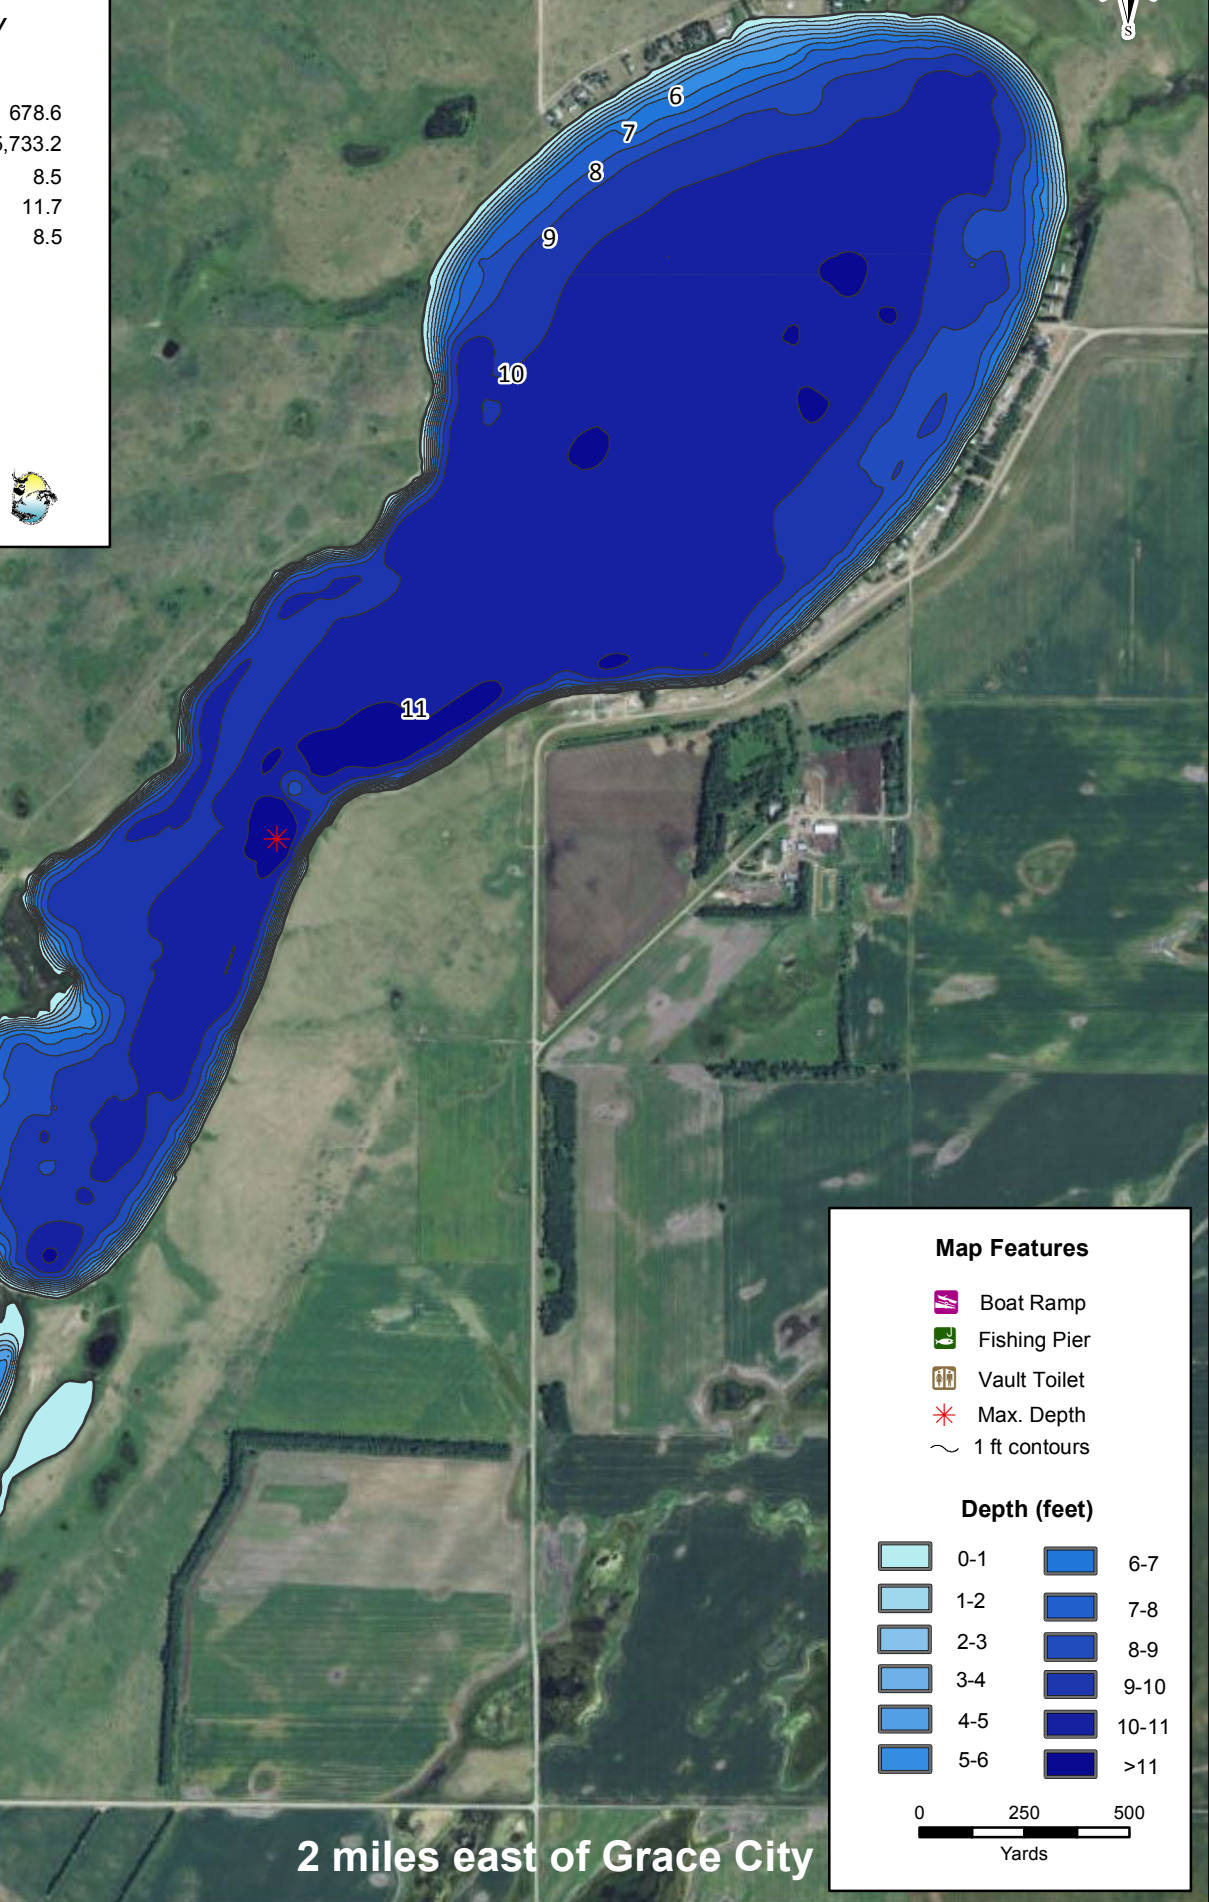 678.6
5,733.2
8.5
11.7
8.5
S
6
7
8
9
10
11
Map Features
Boat Ramp
Fishing Pier
Vault Toilet
Max. Depth
1 ft contours
Depth (feet)
0-1
1-2
2-3
3-4
4-5
5-6
6-7
7-8
8-9
9-10
10-11
>11
0 250 500
Yards
2 miles east of Grace City